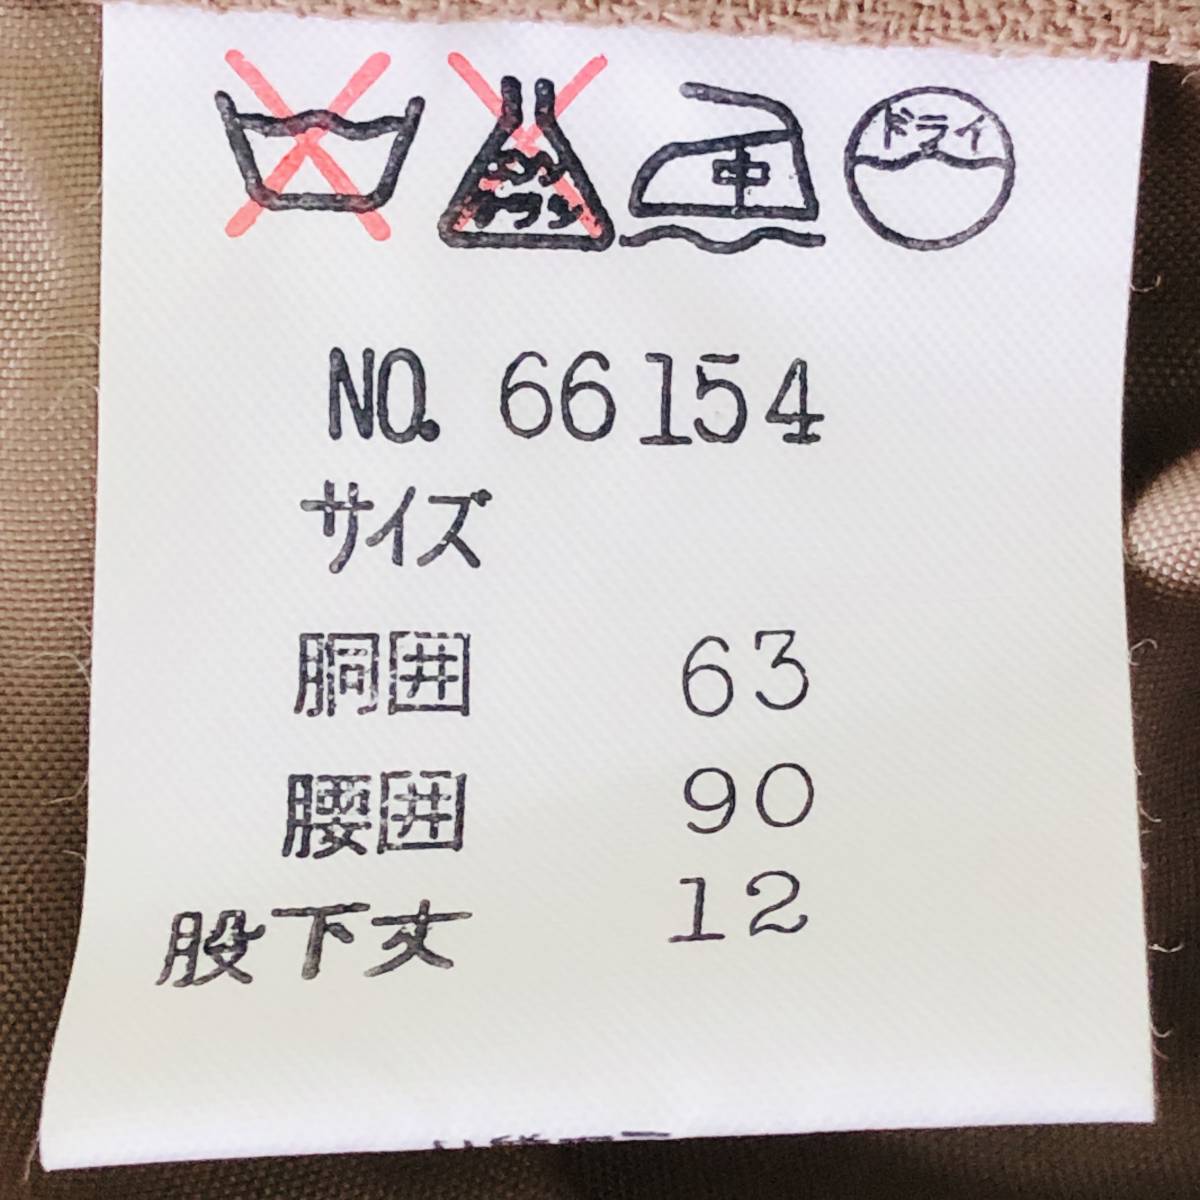 中 ドライ
NO. 66154
サイズ
胴囲 63
腰囲 90
股下丈 12